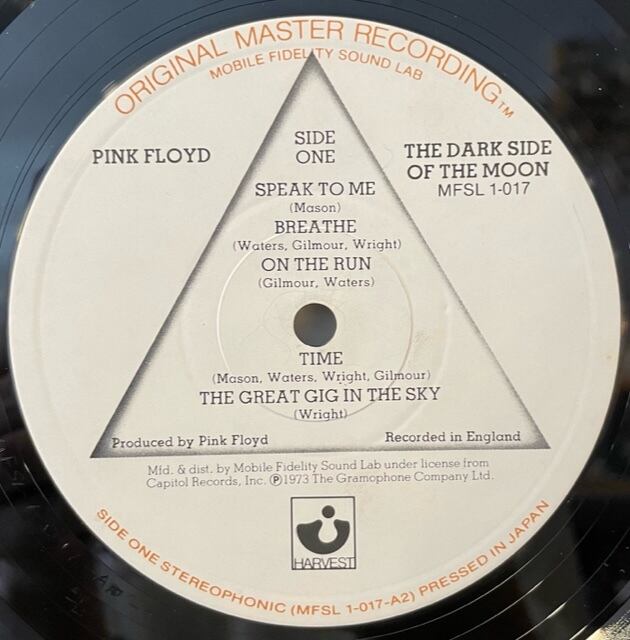 ORIGINAL MASTER RECORDING™
MOBILE FIDELITY SOUND LAB
PINK FLOYD
SIDE
ONE
THE DARK SIDE
OF THE MOON
MFSL 1-017
SPEAK TO ME
(Mason)
BREATHE
(Waters, Gilmour, Wright)
ON THE RUN
(Gilmour, Waters)
TIME
(Mason, Waters, Wright, Gilmour)
THE GREAT GIG IN THE SKY
(Wright)
Produced by Pink Floyd
Recorded in England
Mfd. & dist. by Mobile Fidelity Sound Lab under license from
Capitol Records, Inc. ℗1973 The Gramophone Company Ltd.
HARVEST
SIDE ONE STEREOPHONIC (MFSL 1-017-A2) PRESSED IN JAPAN